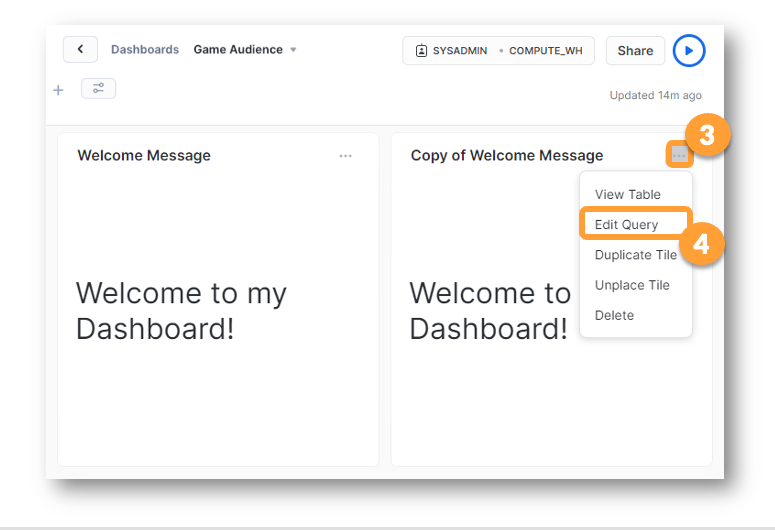 Dashboards Game Audience
SYSADMIN • COMPUTE_WH
Share
Updated 14m ago
3
Welcome Message
Copy of Welcome Message
View Table
Edit Query
4
Duplicate Tile
Unplace Tile
Delete
Welcome to my
Dashboard!
Welcome to
Dashboard!